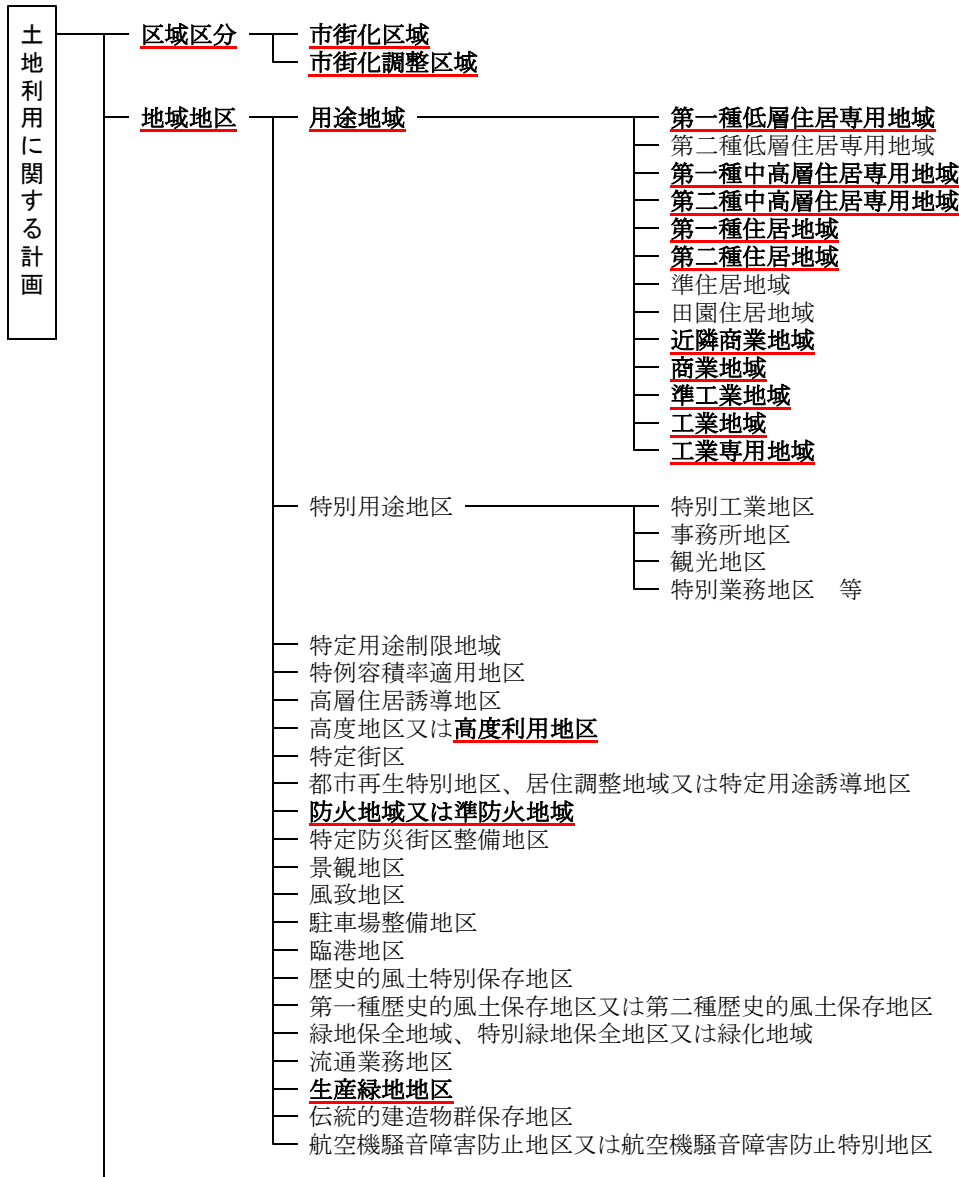 土地利用に関する計画
区域区分 市街化区域
市街化調整区域
地域地区 用途地域 第一種低層住居専用地域
第二種低層住居専用地域
第一種中高層住居専用地域
第二種中高層住居専用地域
第一種住居地域
第二種住居地域
準住居地域
田園住居地域
近隣商業地域
商業地域
準工業地域
工業地域
工業専用地域
特別用途地区 特別工業地区
事務所地区
観光地区
特別業務地区　等
特定用途制限地域
特例容積率適用地区
高層住居誘導地区
高度地区又は高度利用地区
特定街区
都市再生特別地区、居住調整地域又は特定用途誘導地区
防火地域又は準防火地域
特定防災街区整備地区
景観地区
風致地区
駐車場整備地区
臨港地区
歴史的風土特別保存地区
第一種歴史的風土保存地区又は第二種歴史的風土保存地区
緑地保全地域、特別緑地保全地区又は緑化地域
流通業務地区
生産緑地地区
伝統的建造物群保存地区
航空機騒音障害防止地区又は航空機騒音障害防止特別地区